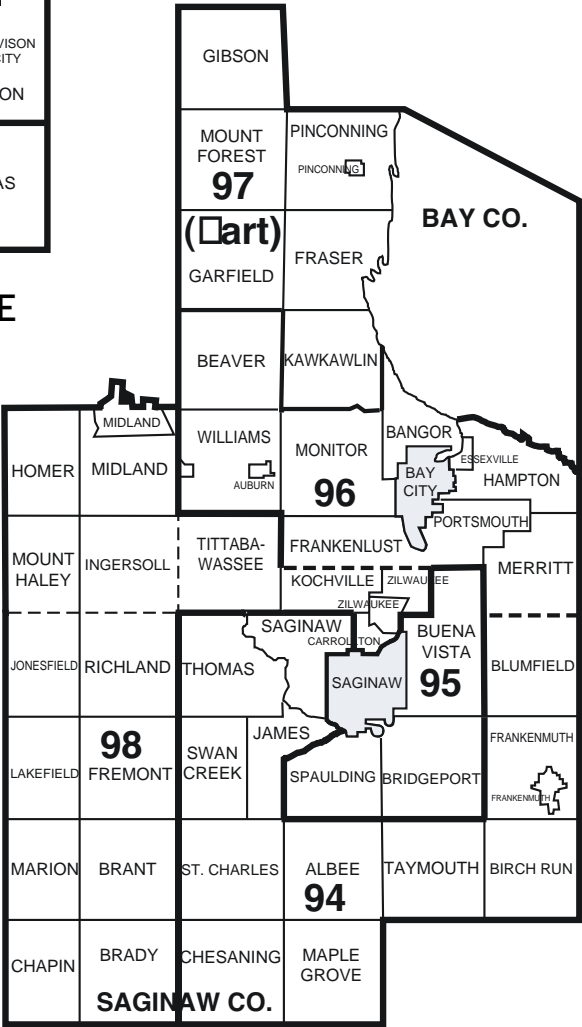 VISON
CITY
ON
AS
E
GIBSON
MOUNT
FOREST
97
(□art)
PINCONNING
PINCONNING
BAY CO.
GARFIELD
FRASER
BEAVER
KAWKAWLIN
MIDLAND
HOMER
MIDLAND
WILLIAMS
AUBURN
MONITOR
96
BANGOR
BAY
CITY
ESSEXVILLE
HAMPTON
PORTSMOUTH
MOUNT
HALEY
INGERSOLL
TITTABA-
WASSEE
FRANKENLUST
MERRITT
KOCHVILLE
ZILWAUKEE
ZILWAUKEE
SAGINAW
CARROLLTON
BUENA
VISTA
95
JONESFIELD
RICHLAND
THOMAS
SAGINAW
BLUMFIELD
98
LAKEFIELD
FREMONT
SWAN
CREEK
JAMES
SPAULDING
BRIDGEPORT
FRANKENMUTH
FRANKENMUTH
MARION
BRANT
ST. CHARLES
ALBEE
94
TAYMOUTH
BIRCH RUN
CHAPIN
BRADY
CHESANING
MAPLE
GROVE
SAGINAW CO.